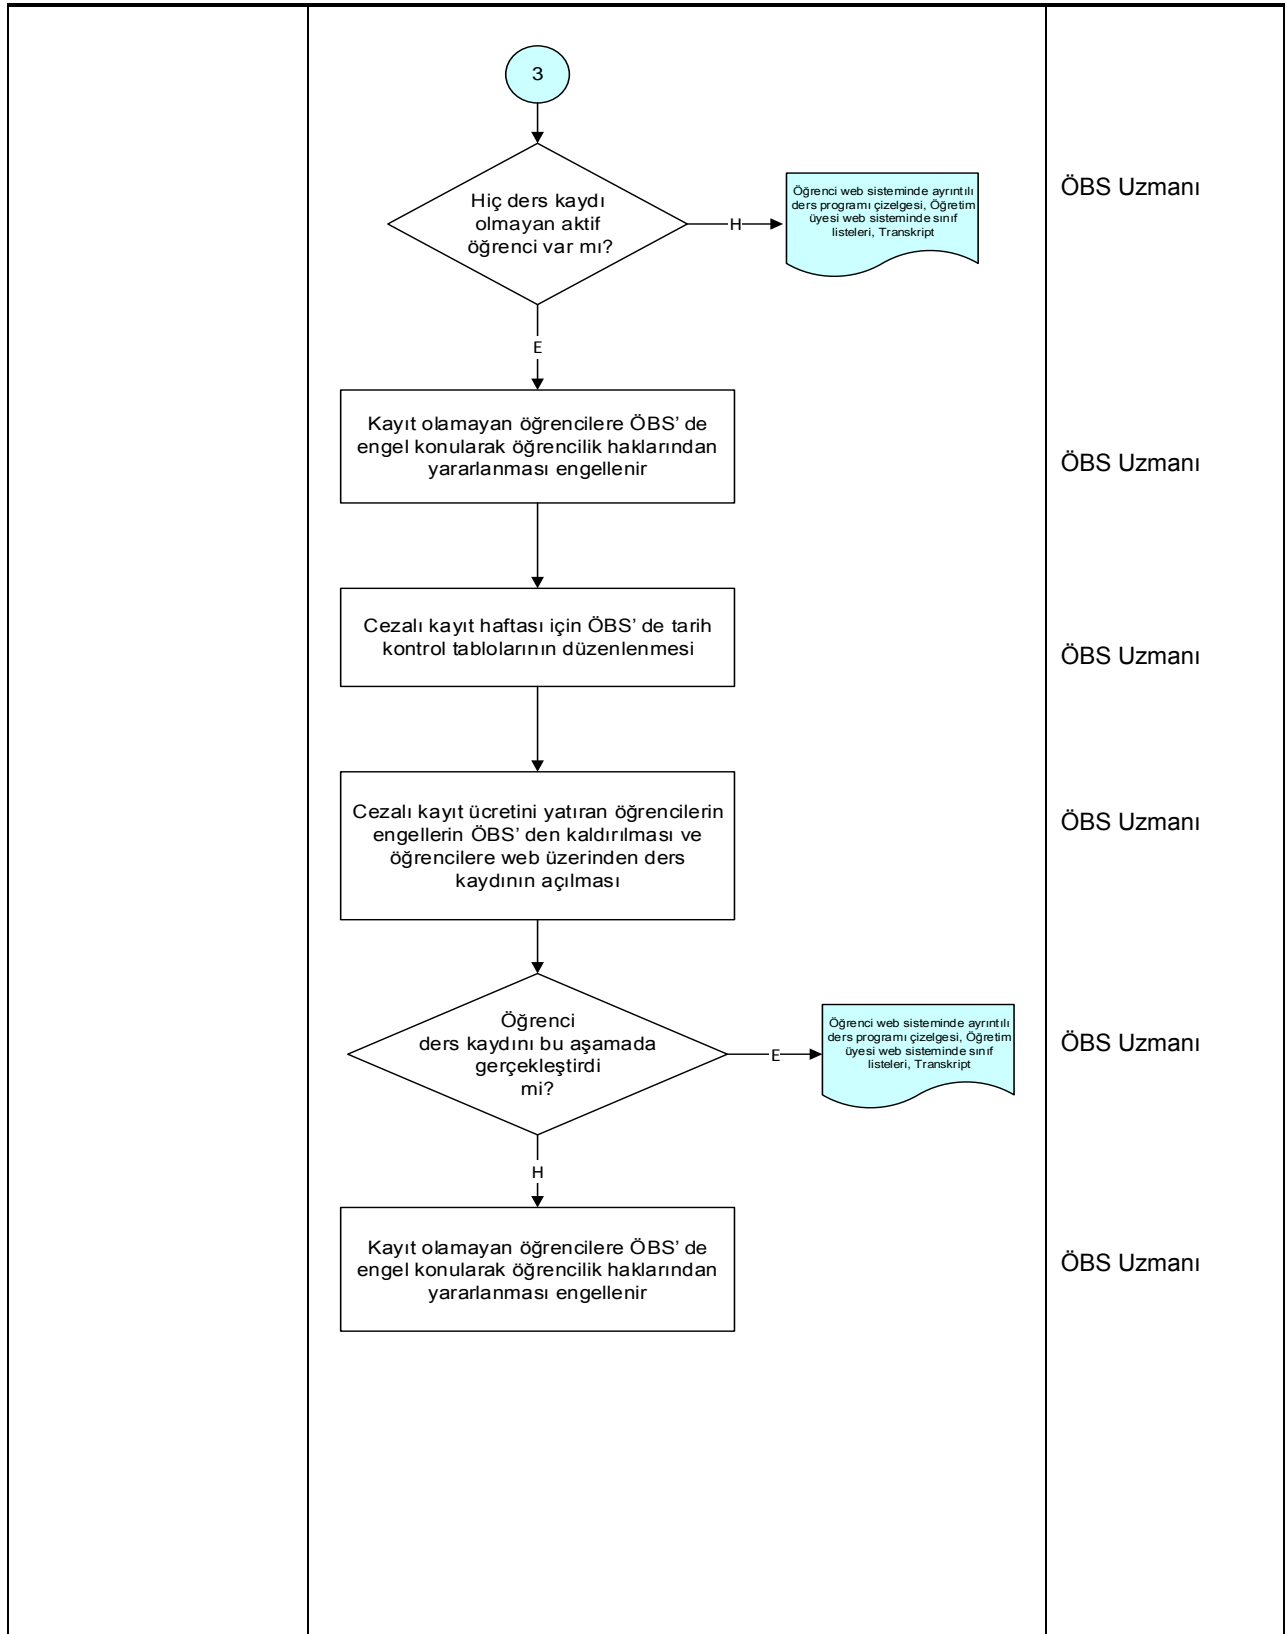 3
Hiç ders kaydı
olmayan aktif
öğrenci var mı?
H
Öğrenci web sisteminde ayrıntılı
ders programı çizelgesi, Öğretim
üyesi web sisteminde sınıf
listeleri, Transkript
ÖBS Uzmanı
E
Kayıt olamayan öğrencilere ÖBS’ de
engel konularak öğrencilik haklarından
yararlanması engellenir
ÖBS Uzmanı
Cezalı kayıt haftası için ÖBS’ de tarih
kontrol tablolarının düzenlenmesi
ÖBS Uzmanı
Cezalı kayıt ücretini yatıran öğrencilerin
engellerin ÖBS’ den kaldırılması ve
öğrencilere web üzerinden ders
kaydının açılması
ÖBS Uzmanı
Öğrenci
ders kaydını bu aşamada
gerçekleştirdi
mi?
E
Öğrenci web sisteminde ayrıntılı
ders programı çizelgesi, Öğretim
üyesi web sisteminde sınıf
listeleri, Transkript
ÖBS Uzmanı
H
Kayıt olamayan öğrencilere ÖBS’ de
engel konularak öğrencilik haklarından
yararlanması engellenir
ÖBS Uzmanı